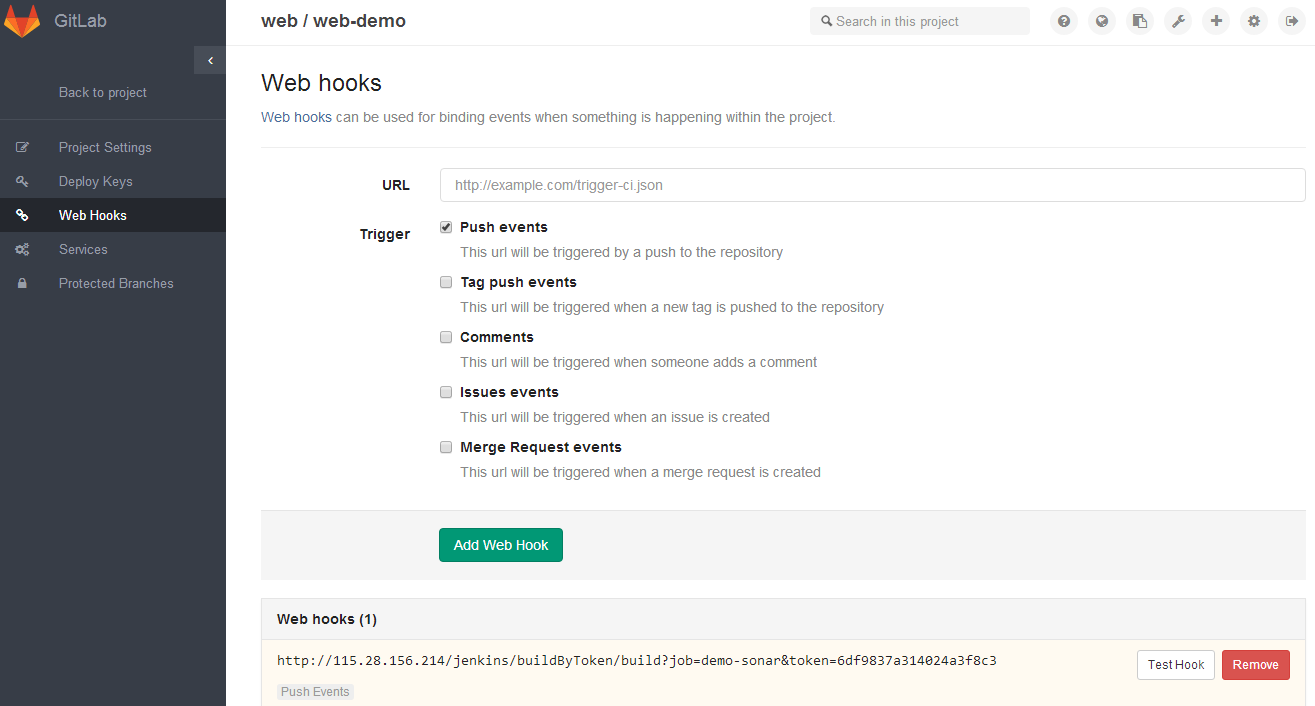 GitLab
web / web-demo
Search in this project
Back to project
Project Settings
Deploy Keys
Web Hooks
Services
Protected Branches
Web hooks
Web hooks can be used for binding events when something is happening within the project.
URL
http://example.com/trigger-ci.json
Trigger
Push events
This url will be triggered by a push to the repository
Tag push events
This url will be triggered when a new tag is pushed to the repository
Comments
This url will be triggered when someone adds a comment
Issues events
This url will be triggered when an issue is created
Merge Request events
This url will be triggered when a merge request is created
Add Web Hook
Web hooks (1)
http://115.28.156.214/jenkins/buildByToken/build?job=demo-sonar&token=6df9837a314024a3f8c3
Test Hook
Remove
Push Events